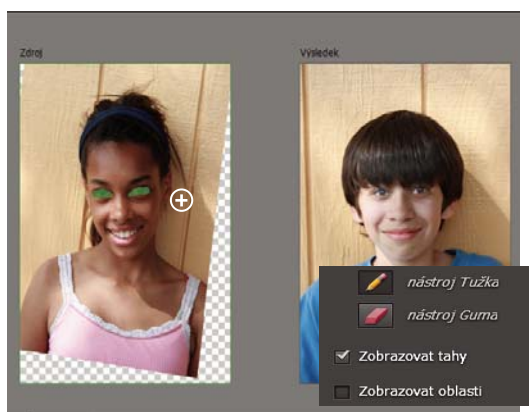 Zdroj
Výsledek
nástroj Tužka
nástroj Guma
Zobrazovat tahy
Zobrazovat oblasti